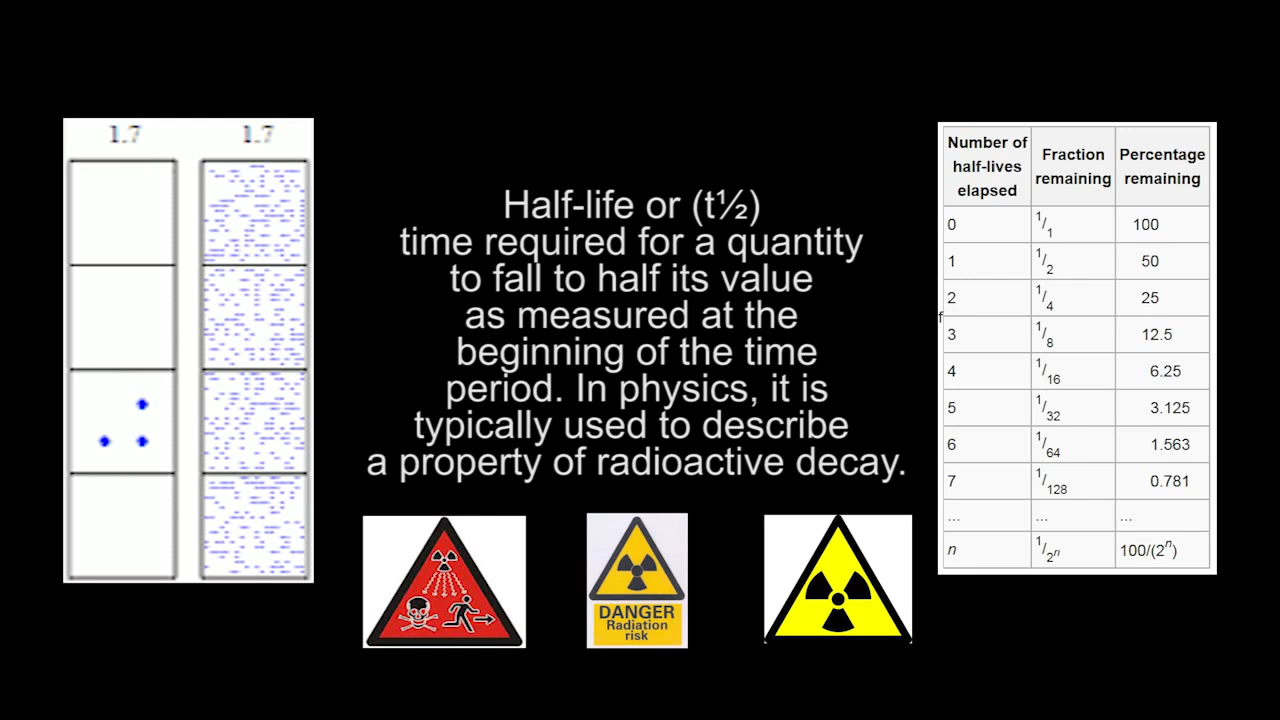 1.7 1.7
Half-life or (t½)
time required for a quantity
to fall to half its value
as measured at the
beginning of the time
period. In physics, it is
typically used to describe
a property of radioactive decay.
DANGER
Radiation
risk
Number of half-lives elapsed Fraction remaining Percentage remaining
0 1/1 100
1 1/2 50
2 1/4 25
3 1/8 12.5
4 1/16 6.25
5 1/32 3.125
6 1/64 1.563
7 1/128 0.781
... ... ...
n 1/2ⁿ 100/(2ⁿ)
f